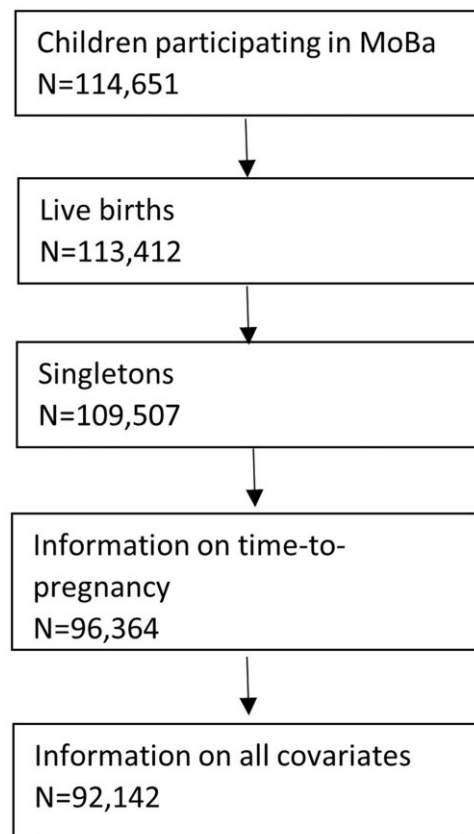 Children participating in MoBa
N=114,651
Live births
N=113,412
Singletons
N=109,507
Information on time-to-
pregnancy
N=96,364
Information on all covariates
N=92,142